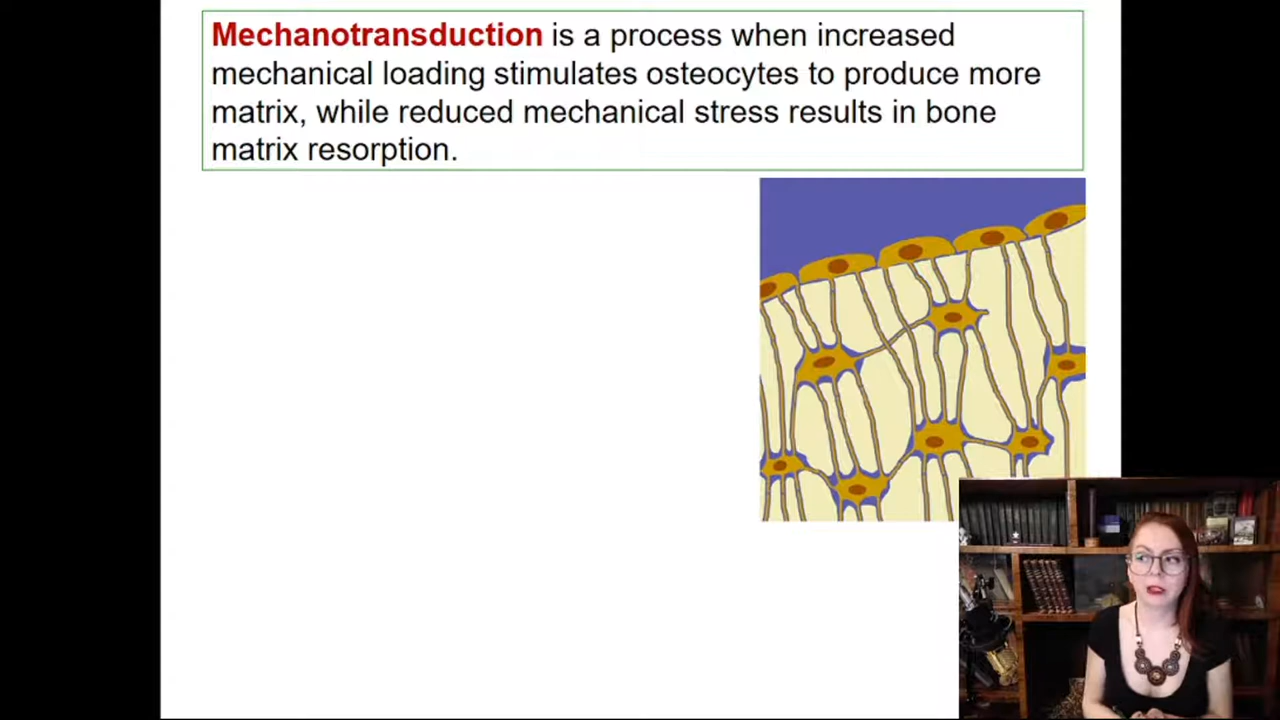 Mechanotransduction is a process when increased
mechanical loading stimulates osteocytes to produce more
matrix, while reduced mechanical stress results in bone
matrix resorption.